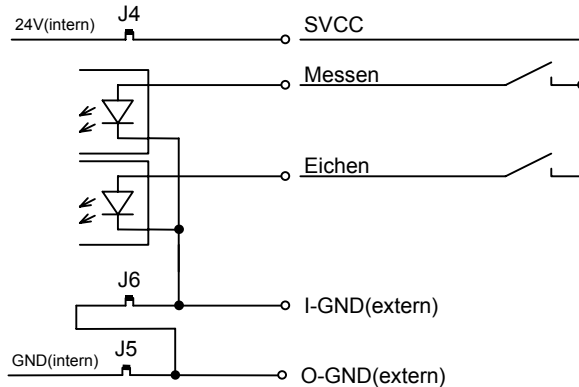 24V(intern)
J4
SVCC
Messen
Eichen
J6
I-GND(extern)
GND(intern)
J5
O-GND(extern)